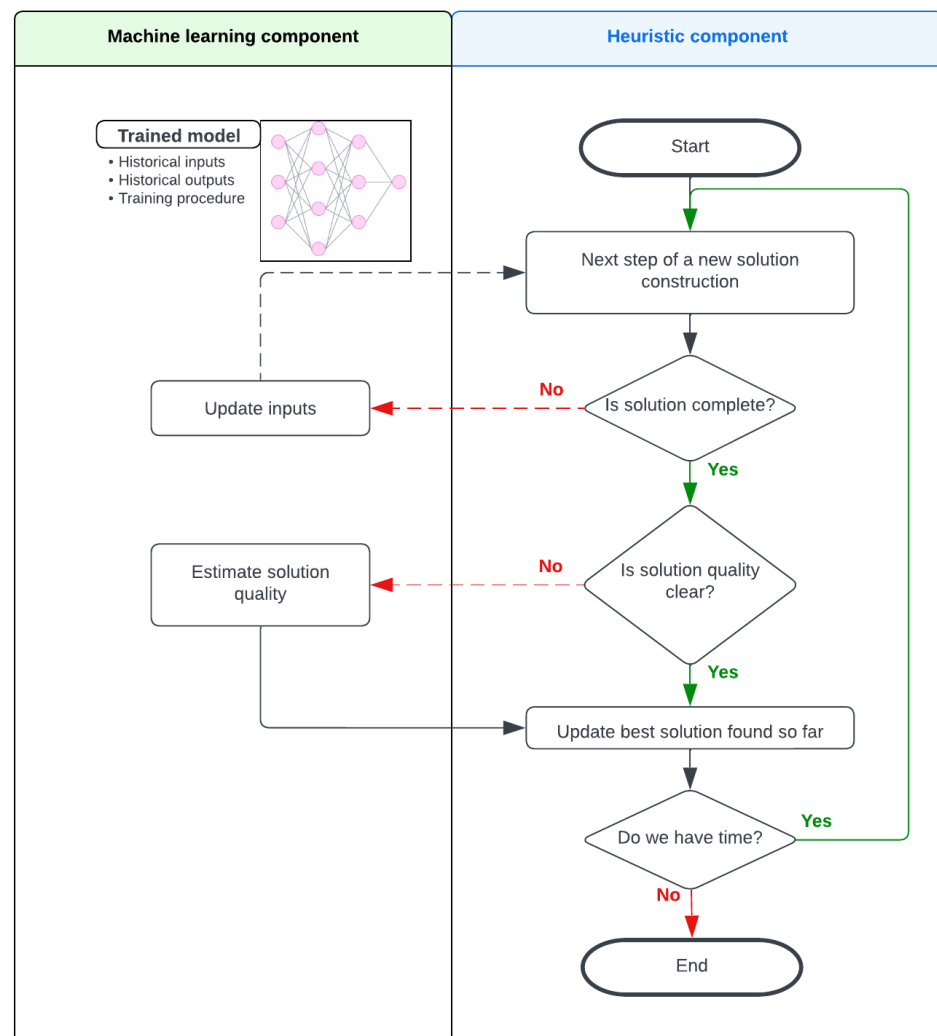 Machine learning component
Heuristic component
Trained model
• Historical inputs
• Historical outputs
• Training procedure
Start
Next step of a new solution
construction
No
Update inputs
Is solution complete?
Yes
No
Estimate solution
quality
Is solution quality
clear?
Yes
Update best solution found so far
Do we have time?
Yes
No
End